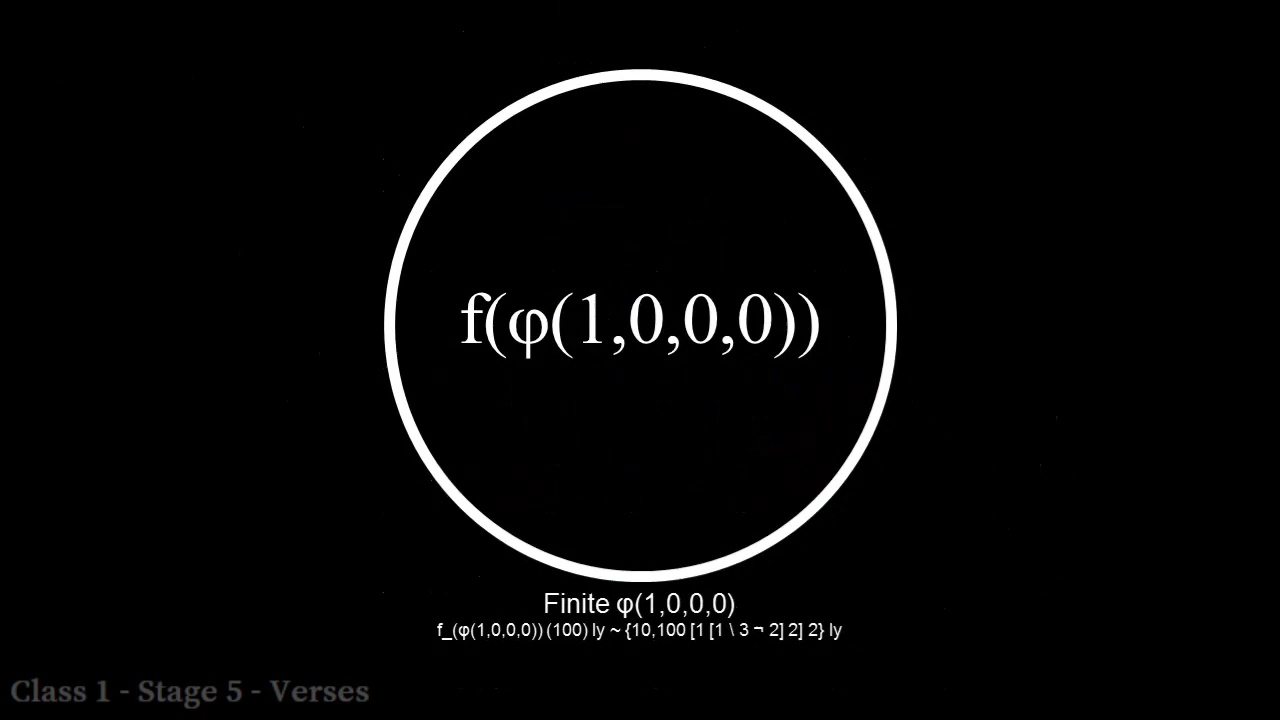 f(φ(1,0,0,0))
Finite φ(1,0,0,0)
f_(φ(1,0,0,0)) (100) ly ~ {10,100 [1 [1 \ 3 ¬ 2] 2] 2} ly
Class 1 - Stage 5 - Verses